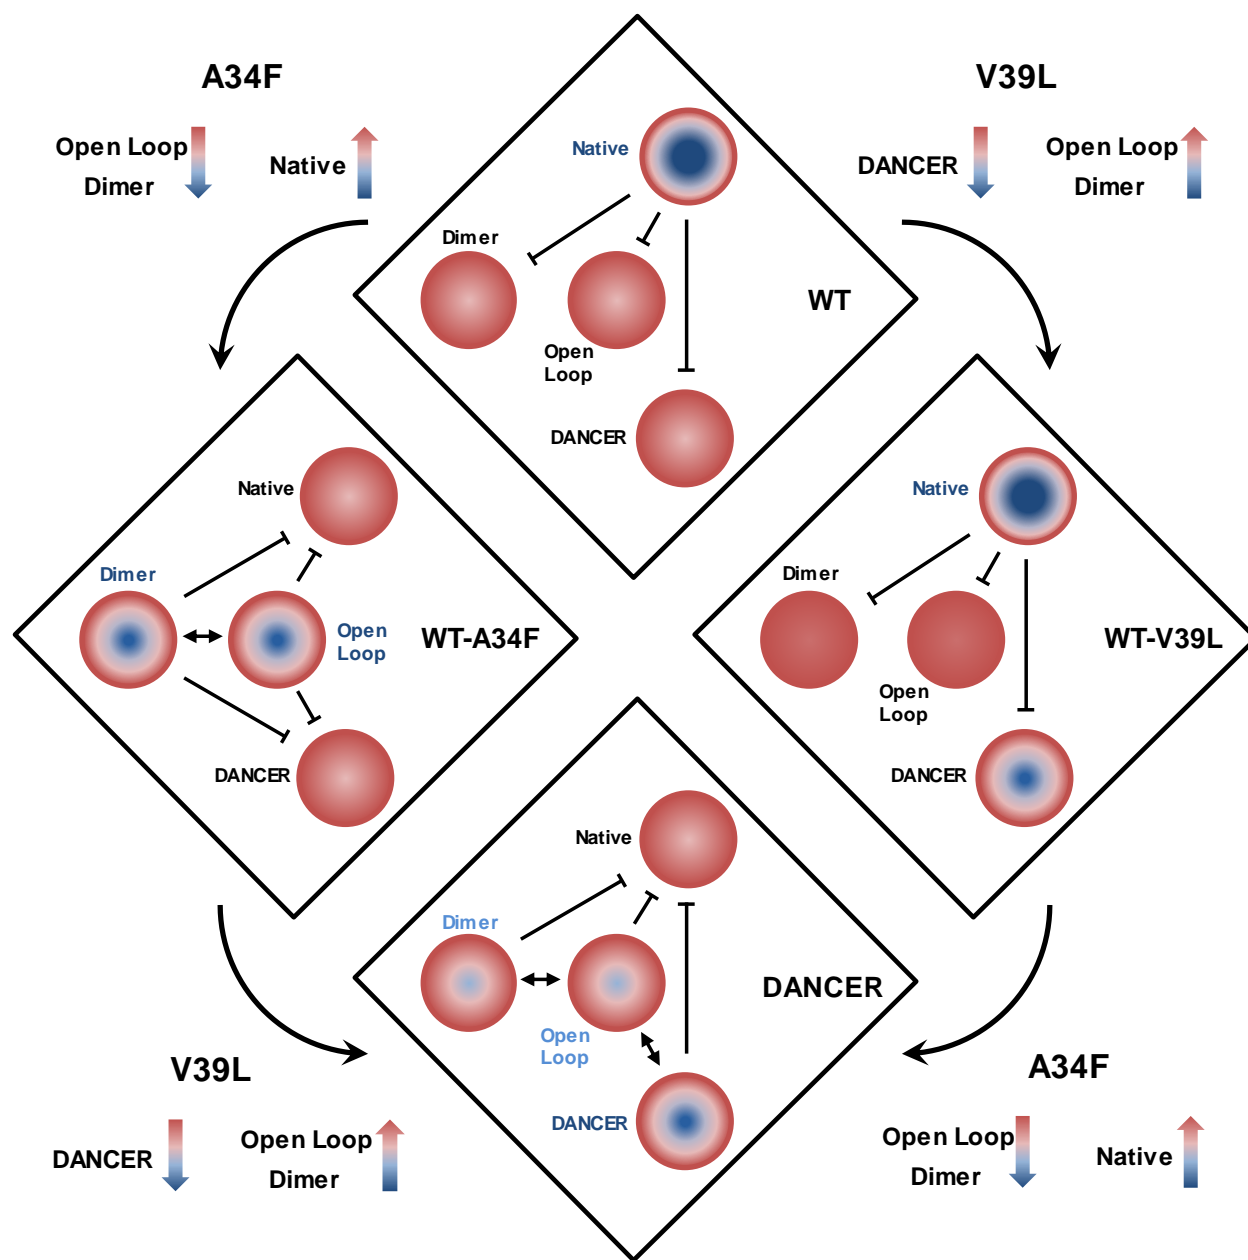 A34F
Open Loop
Dimer
Native
V39L
DANCER
Open Loop
Dimer
Native
Dimer
Open
Loop
DANCER
WT
Native
Dimer
Open
Loop
DANCER
WT-A34F
Native
Dimer
Open
Loop
DANCER
WT-V39L
Native
Dimer
Open
Loop
DANCER
DANCER
V39L
DANCER
Open Loop
Dimer
A34F
Open Loop
Dimer
Native